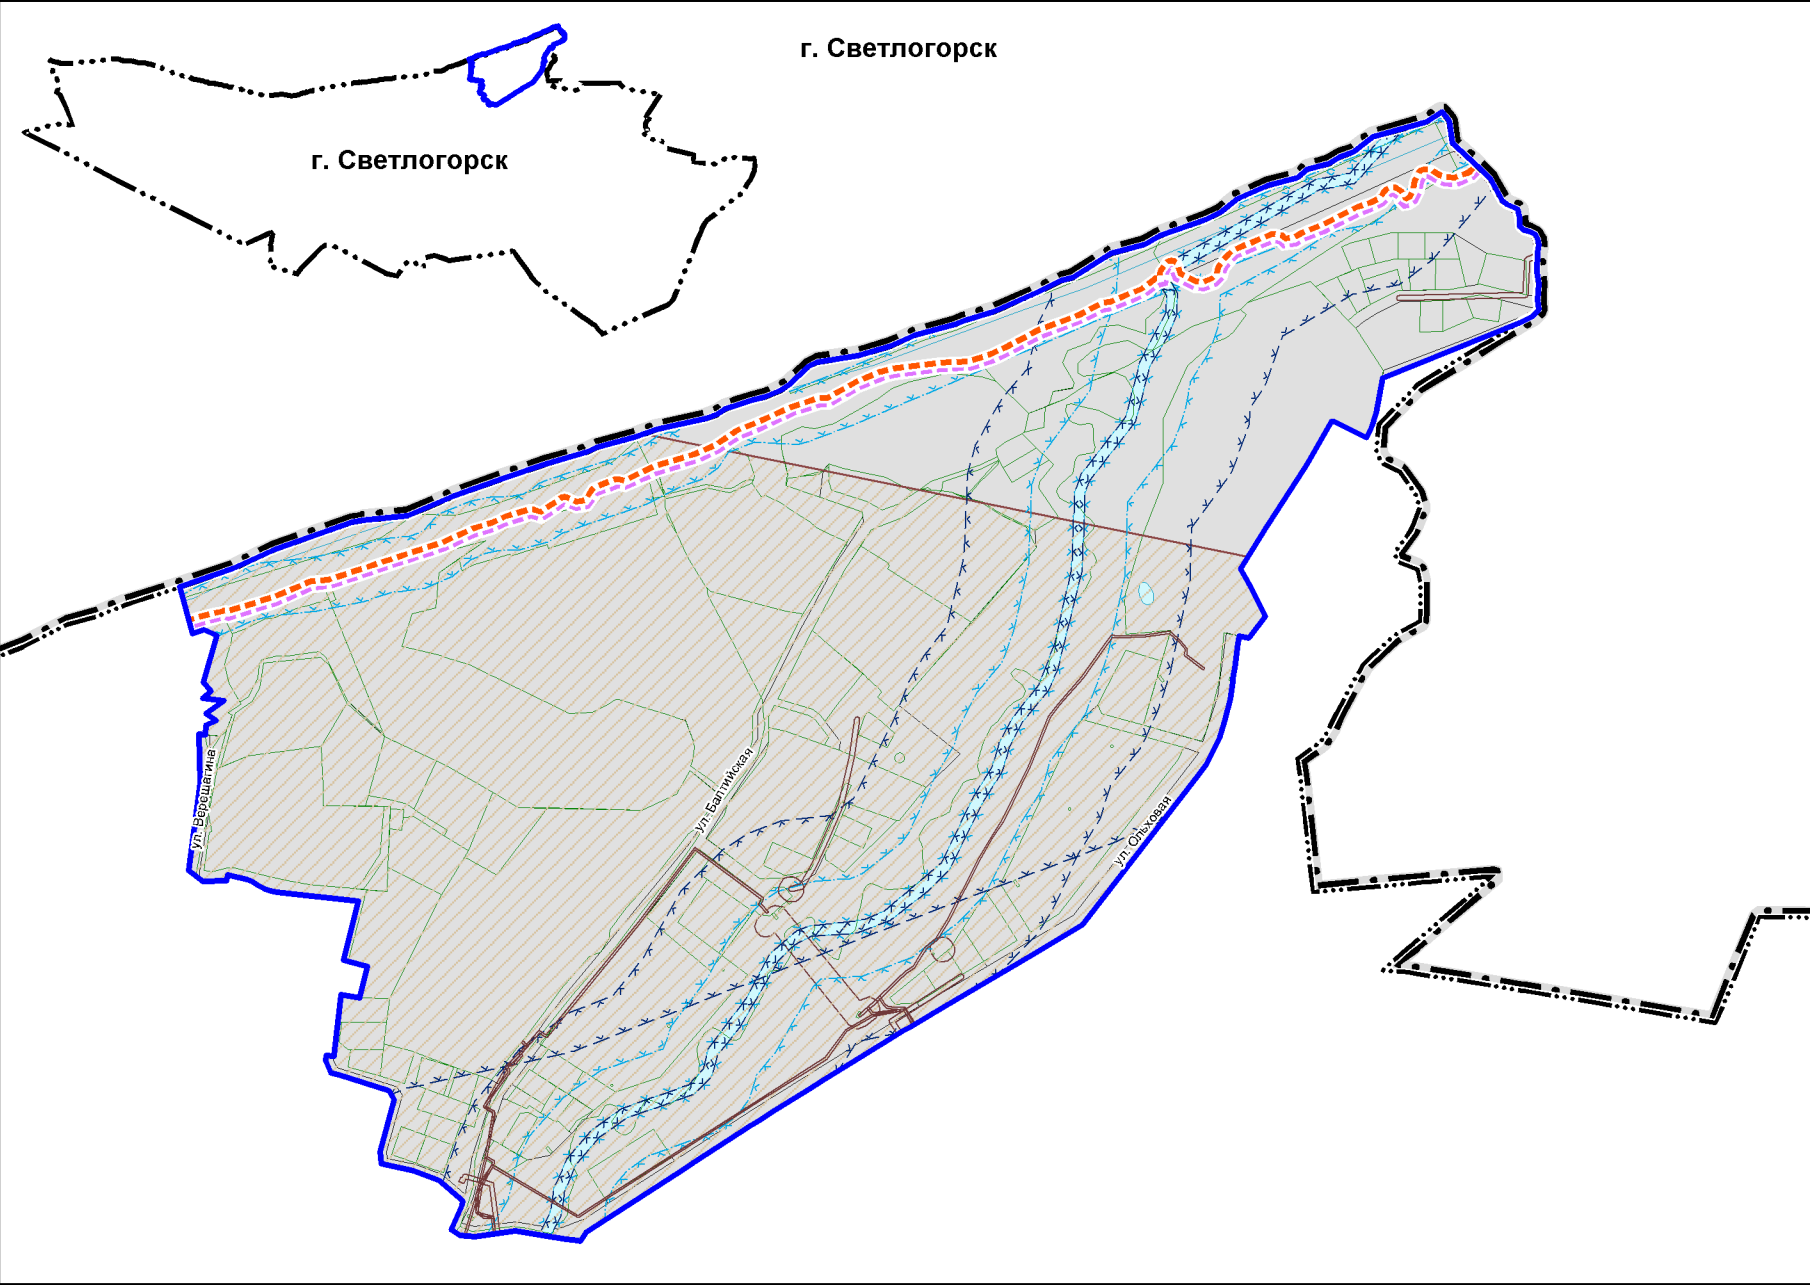 г. Светлогорск
г. Светлогорск
ул. Верещагина
ул. Балтийская
ул. Ольховая